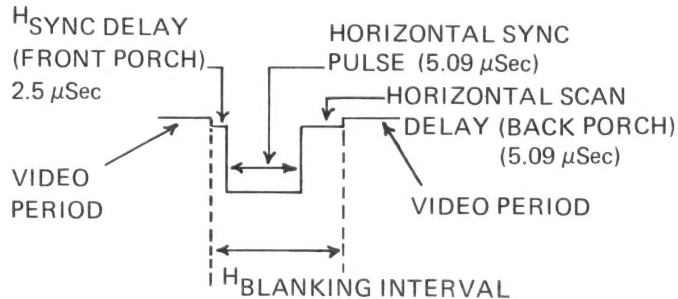 HSYNC DELAY
(FRONT PORCH)
2.5 μSec
HORIZONTAL SYNC
PULSE (5.09 μSec)
HORIZONTAL SCAN
DELAY (BACK PORCH)
(5.09 μSec)
VIDEO
PERIOD
VIDEO PERIOD
HBLANKING INTERVAL